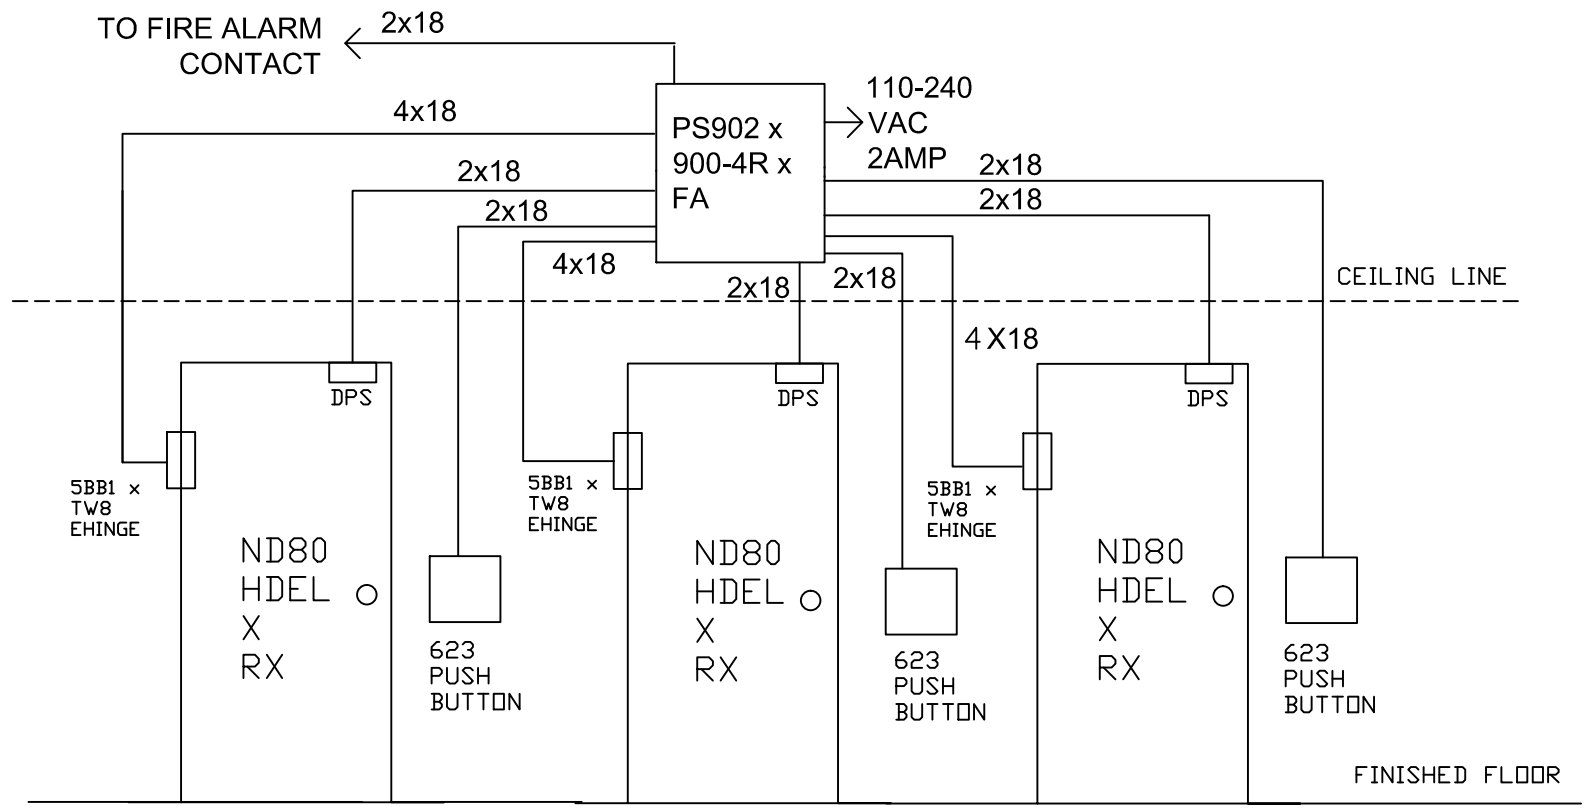 TO FIRE ALARM
CONTACT
2x18
4x18
2x18
2x18
4x18
PS902 x
900-4R x
FA
110-240
VAC
2AMP
2x18
2x18
2x18
2x18
4 X18
CEILING LINE
DPS
5BB1 x
TW8
EHINGE
ND80
HDEL
X
RX
623
PUSH
BUTTON
DPS
5BB1 x
TW8
EHINGE
ND80
HDEL
X
RX
623
PUSH
BUTTON
DPS
5BB1 x
TW8
EHINGE
ND80
HDEL
X
RX
623
PUSH
BUTTON
FINISHED FLOOR